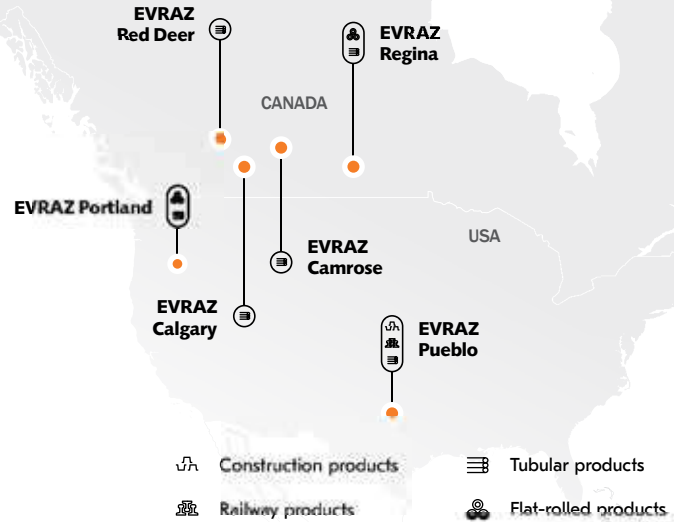 EVRAZ
Red Deer
EVRAZ
Regina
CANADA
EVRAZ Portland
USA
EVRAZ
Camrose
EVRAZ
Calgary
EVRAZ
Pueblo
Construction products
Tubular products
Railway products
Flat-rolled products